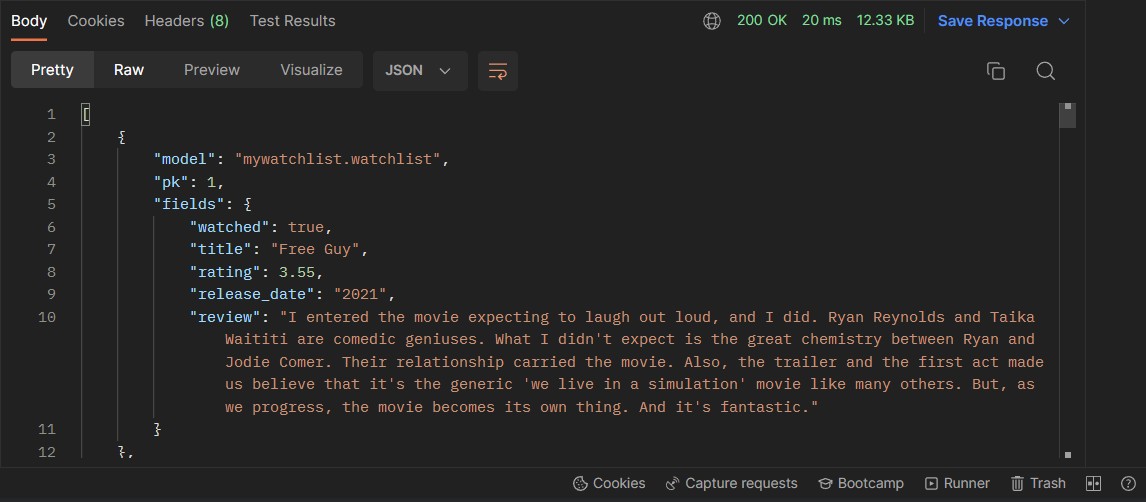 Body Cookies Headers (8) Test Results 200 OK 20 ms 12.33 KB Save Response
Pretty Raw Preview Visualize JSON
1 [
2 {
3 "model": "mywatchlist.watchlist",
4 "pk": 1,
5 "fields": {
6 "watched": true,
7 "title": "Free Guy",
8 "rating": 3.55,
9 "release_date": "2021",
10 "review": "I entered the movie expecting to laugh out loud, and I did. Ryan Reynolds and Taika
Waititi are comedic geniuses. What I didn't expect is the great chemistry between Ryan and
Jodie Comer. Their relationship carried the movie. Also, the trailer and the first act made
us believe that it's the generic 'we live in a simulation' movie like many others. But, as
we progress, the movie becomes its own thing. And it's fantastic."
11 }
12 },
Cookies Capture requests Bootcamp Runner Trash